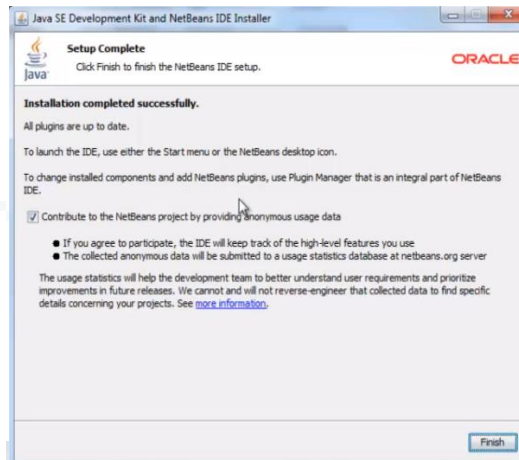 Java SE Development Kit and NetBeans IDE Installer
Setup Complete
Click Finish to finish the NetBeans IDE setup.
Java
ORACLE
Installation completed successfully.
All plugins are up to date.
To launch the IDE, use either the Start menu or the NetBeans desktop icon.
To change installed components and add NetBeans plugins, use Plugin Manager that is an integral part of NetBeans
IDE.
Contribute to the NetBeans project by providing anonymous usage data
● If you agree to participate, the IDE will keep track of the high-level features you use
● The collected anonymous data will be submitted to a usage statistics database at netbeans.org server
The usage statistics will help the development team to better understand user requirements and prioritize
improvements in future releases. We cannot and will not reverse-engineer that collected data to find specific
details concerning your projects. See more information.
Finish